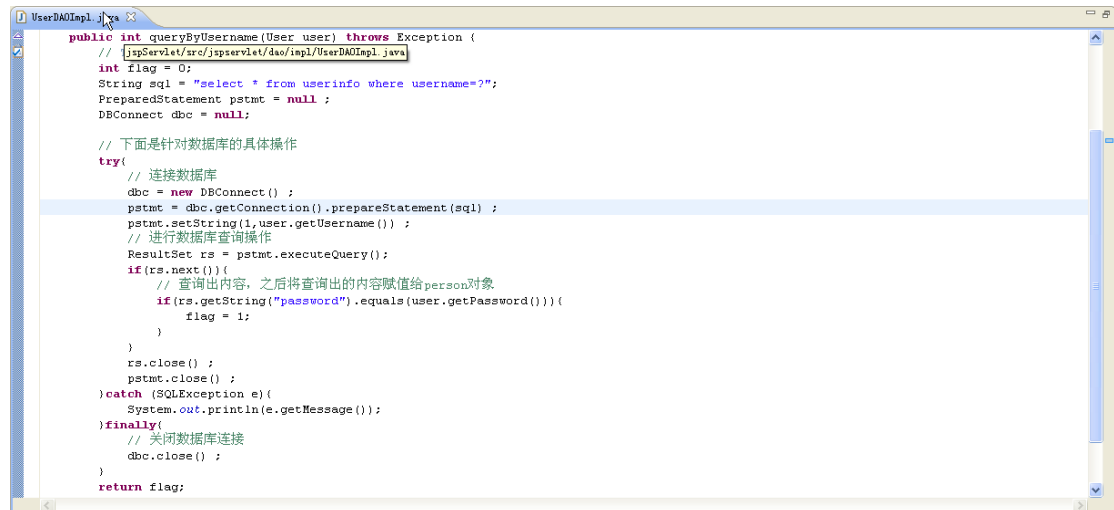 UserDAOImpl.java
public int queryByUsername(User user) throws Exception {
//
jspServlet/src/jspservlet/dao/impl/UserDAOImpl.java
int flag = 0;
String sql = "select * from userinfo where username=?";
PreparedStatement pstmt = null ;
DBConnect dbc = null;
// 下面是针对数据库的具体操作
try{
// 连接数据库
dbc = new DBConnect() ;
pstmt = dbc.getConnection().prepareStatement(sql) ;
pstmt.setString(1,user.getUsername()) ;
// 进行数据库查询操作
ResultSet rs = pstmt.executeQuery();
if(rs.next()){
// 查询出内容，之后将查询出的内容赋值给person对象
if(rs.getString("password").equals(user.getPassword())){
flag = 1;
}
}
rs.close() ;
pstmt.close() ;
}catch (SQLException e){
System.out.println(e.getMessage());
}finally{
// 关闭数据库连接
dbc.close() ;
}
return flag;